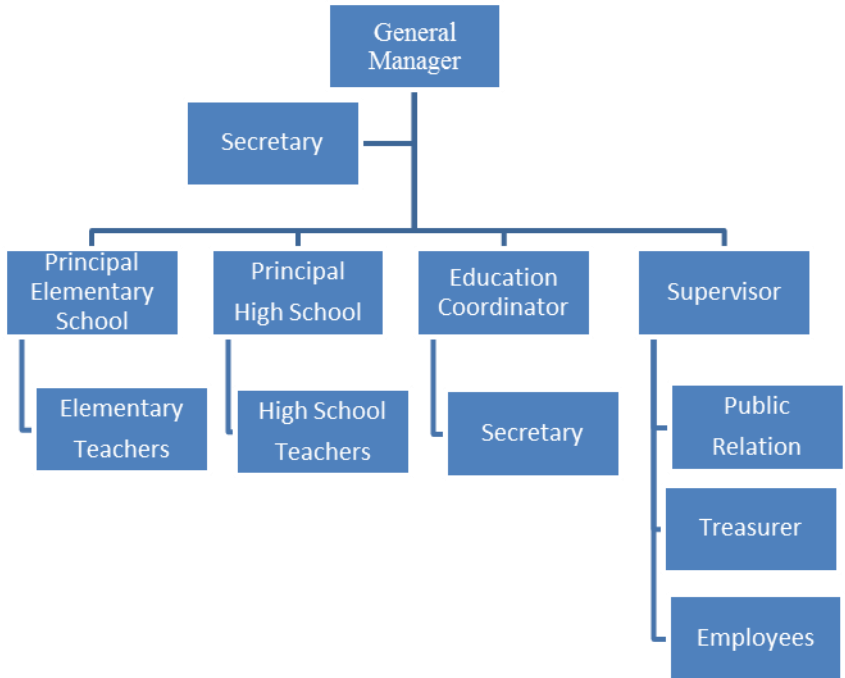 General
Manager
Secretary
Principal
Elementary
School
Principal
High School
Education
Coordinator
Supervisor
Elementary
Teachers
High School
Teachers
Secretary
Public
Relation
Treasurer
Employees